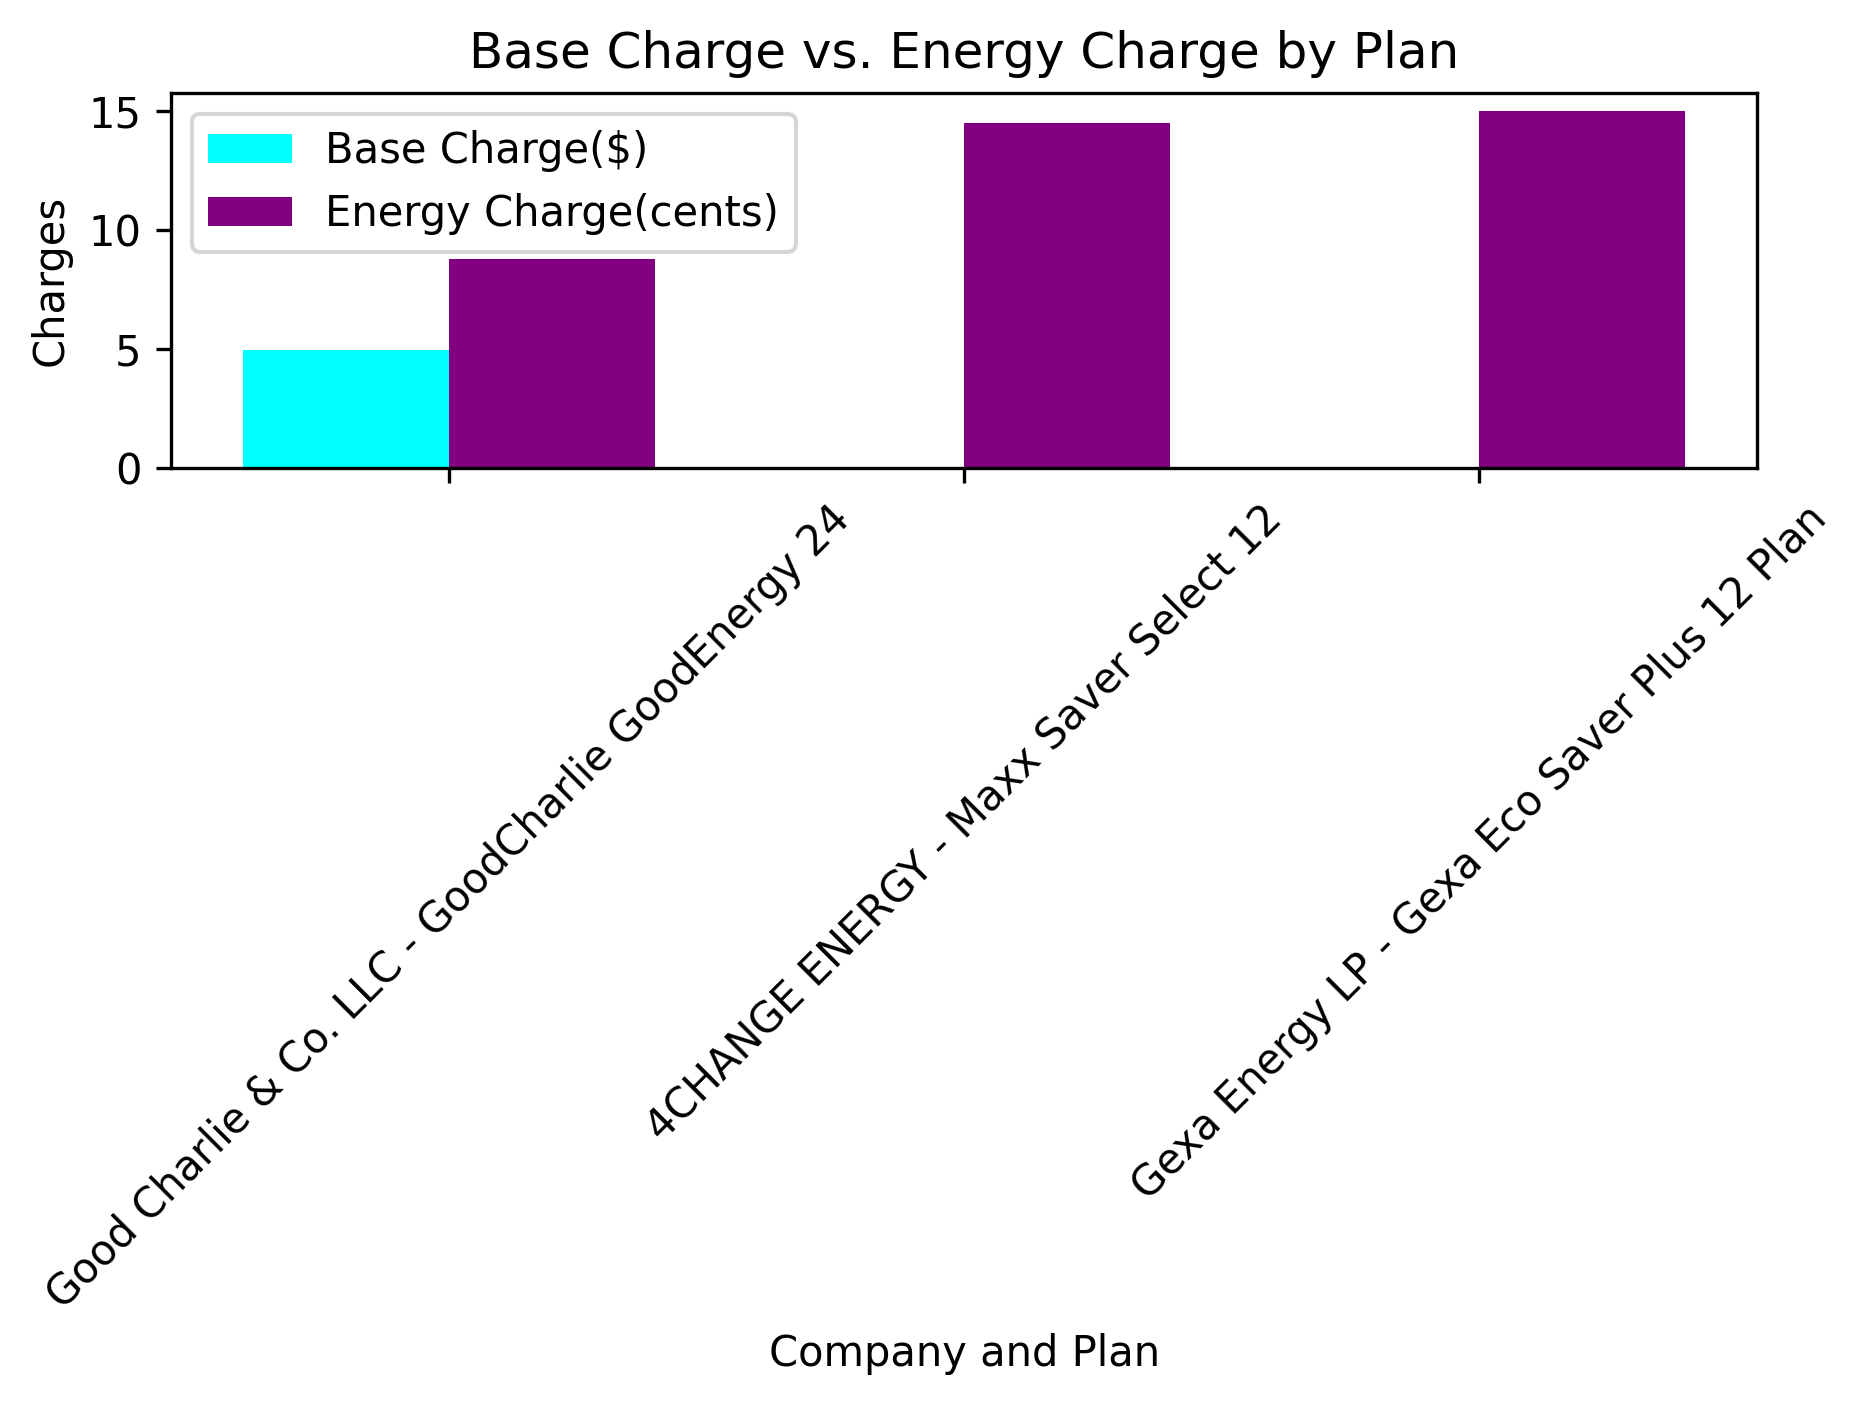 Base Charge vs. Energy Charge by Plan
Base Charge($)
Energy Charge(cents)
Charges
15
10
5
0
Good Charlie & Co. LLC - GoodCharlie GoodEnergy 24
4CHANGE ENERGY - Maxx Saver Select 12
Gexa Energy LP - Gexa Eco Saver Plus 12 Plan
Company and Plan